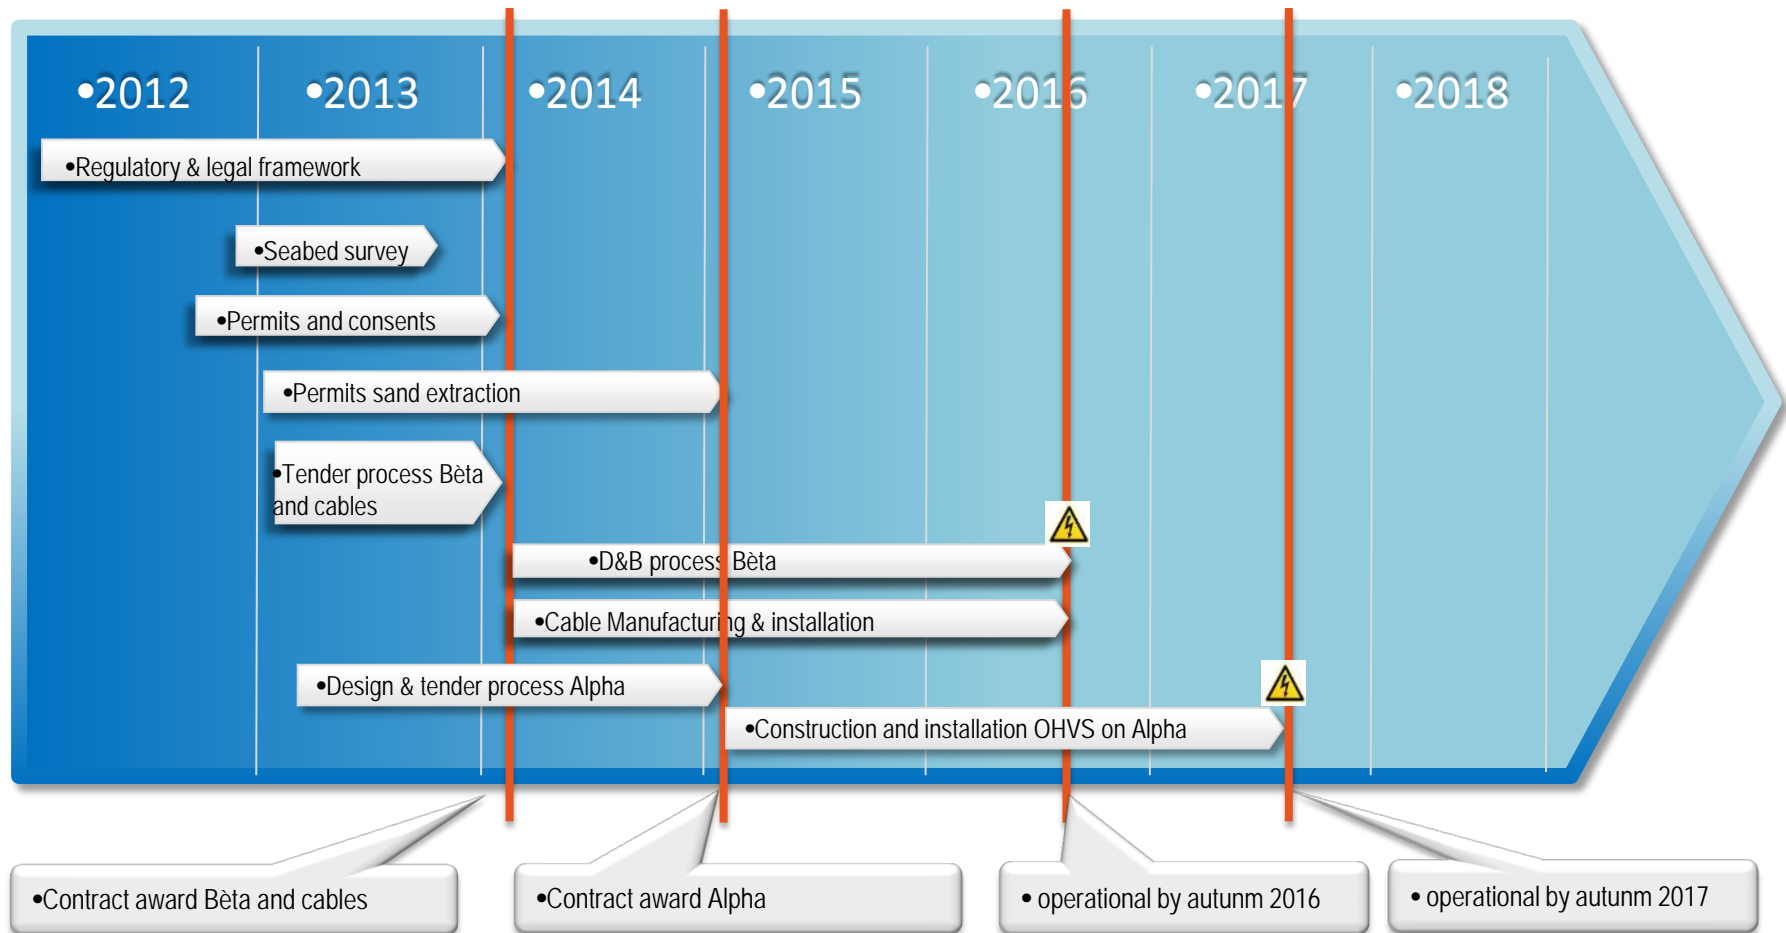 •2012 •2013 •2014 •2015 •2016 •2017 •2018
•Regulatory & legal framework
•Seabed survey
•Permits and consents
•Permits sand extraction
•Tender process Bèta
and cables
•D&B process Bèta
•Cable Manufacturing & installation
•Design & tender process Alpha
•Construction and installation OHVS on Alpha
•Contract award Bèta and cables
•Contract award Alpha
• operational by autunm 2016
• operational by autunm 2017